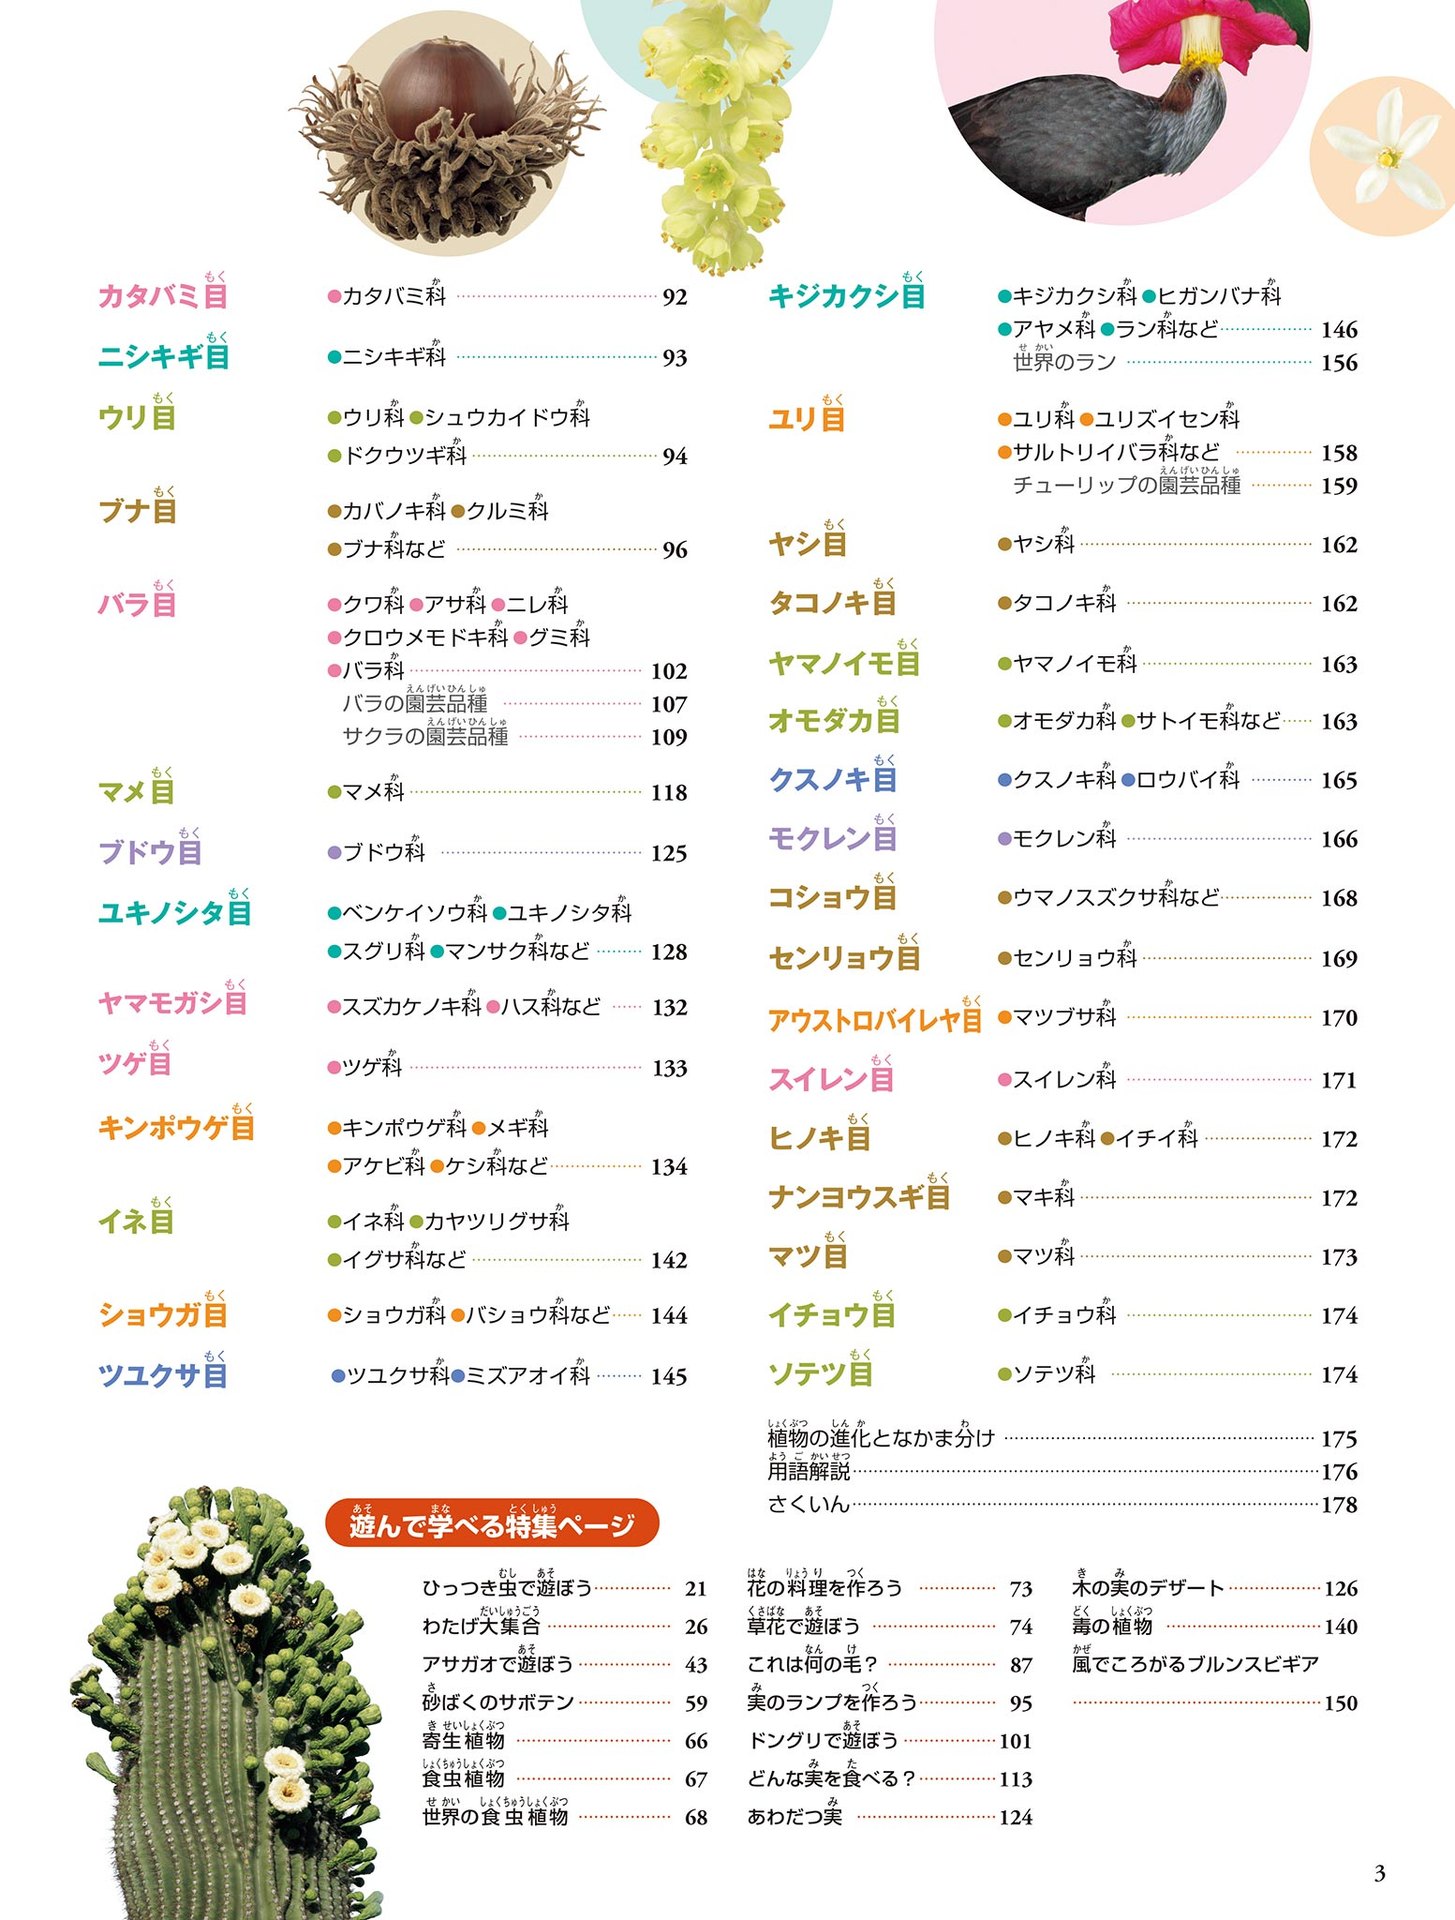 カタバミ目 ●カタバミ科 92
ニシキギ目 ●ニシキギ科 93
ウリ目 ●ウリ科 ●シュウカイドウ科
●ドクウツギ科 94
ブナ目 ●カバノキ科 ●クルミ科
●ブナ科など 96
バラ目 ●クワ科 ●アサ科 ●ニレ科
●クロウメモドキ科 ●グミ科
●バラ科 102
バラの園芸品種 107
サクラの園芸品種 109
マメ目 ●マメ科 118
ブドウ目 ●ブドウ科 125
ユキノシタ目 ●ベンケイソウ科 ●ユキノシタ科
●スグリ科 ●マンサク科など 128
ヤマモガシ目 ●スズカケノキ科 ●ハス科など 132
ツゲ目 ●ツゲ科 133
キンポウゲ目 ●キンポウゲ科 ●メギ科
●アケビ科 ●ケシ科など 134
イネ目 ●イネ科 ●カヤツリグサ科
●イグサ科など 142
ショウガ目 ●ショウガ科 ●バショウ科など 144
ツユクサ目 ●ツユクサ科 ●ミズアオイ科 145
キジカクシ目 ●キジカクシ科 ●ヒガンバナ科
●アヤメ科 ●ラン科など 146
世界のラン 156
ユリ目 ●ユリ科 ●ユリズイセン科
●サルトリイバラ科など 158
チューリップの園芸品種 159
ヤシ目 ●ヤシ科 162
タコノキ目 ●タコノキ科 162
ヤマノイモ目 ●ヤマノイモ科 163
オモダカ目 ●オモダカ科 ●サトイモ科など 163
クスノキ目 ●クスノキ科 ●ロウバイ科 165
モクレン目 ●モクレン科 166
コショウ目 ●ウマノスズクサ科など 168
センリョウ目 ●センリョウ科 169
アウストロバイレヤ目 ●マツブサ科 170
スイレン目 ●スイレン科 171
ヒノキ目 ●ヒノキ科 ●イチイ科 172
ナンヨウスギ目 ●マキ科 172
マツ目 ●マツ科 173
イチョウ目 ●イチョウ科 174
ソテツ目 ●ソテツ科 174
植物の進化となかま分け 175
用語解説 176
さくいん 178
遊んで学べる特集ページ
ひっつき虫で遊ぼう 21
わたげ大集合 26
アサガオで遊ぼう 43
砂ばくのサボテン 59
寄生植物 66
食虫植物 67
世界の食虫植物 68
花の料理を作ろう 73
草花で遊ぼう 74
これは何の毛？ 87
実のランプを作ろう 95
ドングリで遊ぼう 101
どんな実を食べる？ 113
あわだつ実 124
木の実のデザート 126
毒の植物 140
風でころがるブルンスビギア
150
3